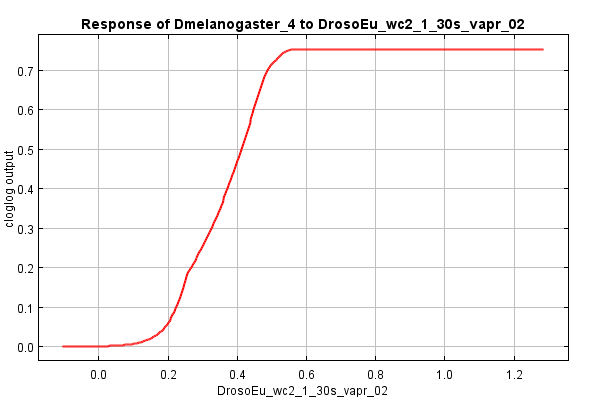 Response of Dmelanogaster_4 to DrosoEu_wc2_1_30s_vapr_02
cloglog output
0.7
0.6
0.5
0.4
0.3
0.2
0.1
0.0
0.0 0.2 0.4 0.6 0.8 1.0 1.2
DrosoEu_wc2_1_30s_vapr_02